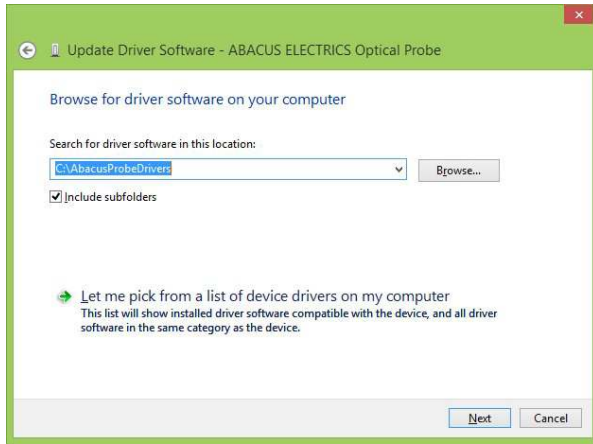 Update Driver Software - ABACUS ELECTRICS Optical Probe
Browse for driver software on your computer
Search for driver software in this location:
C:\AbacusProbeDrivers
Browse...
Include subfolders
Let me pick from a list of device drivers on my computer
This list will show installed driver software compatible with the device, and all driver
software in the same category as the device.
Next
Cancel